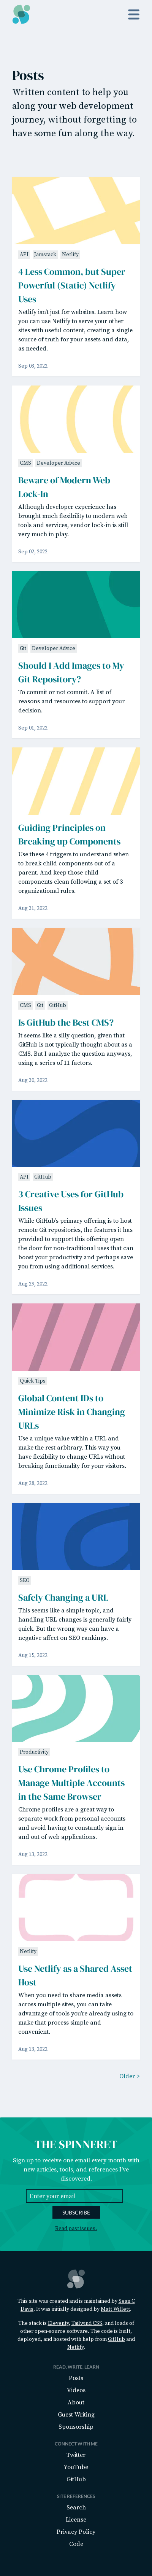 Posts
Written content to help you
along your web development
journey, without forgetting to
have some fun along the way.
API Jamstack Netlify
4 Less Common, but Super
Powerful (Static) Netlify
Uses
Netlify isn't just for websites. Learn how
you can use Netlify to serve your other
sites with useful content, creating a single
source of truth for your assets and data,
as needed.
Sep 03, 2022
CMS Developer Advice
Beware of Modern Web
Lock-In
Although developer experience has
brought much flexibility to modern web
tools and services, vendor lock-in is still
very much in play.
Sep 02, 2022
Git Developer Advice
Should I Add Images to My
Git Repository?
To commit or not commit. A list of
reasons and resources to support your
decision.
Sep 01, 2022
Guiding Principles on
Breaking up Components
Use these 4 triggers to understand when
to break child components out of a
parent. And keep those child
components clean following a set of 3
organizational rules.
Aug 31, 2022
CMS Git GitHub
Is GitHub the Best CMS?
It seems like a silly question, given that
GitHub is not typically thought about as a
CMS. But I analyze the question anyways,
using a series of 11 factors.
Aug 30, 2022
API GitHub
3 Creative Uses for GitHub
Issues
While GitHub's primary offering is to host
remote Git repositories, the features it has
provided to support this offering open
the door for non-traditional uses that can
boost your productivity and perhaps save
you from using additional services.
Aug 29, 2022
Quick Tips
Global Content IDs to
Minimize Risk in Changing
URLs
Use a unique value within a URL and
make the rest arbitrary. This way you
have flexibility to change URLs without
breaking functionality for your visitors.
Aug 28, 2022
SEO
Safely Changing a URL
This seems like a simple topic, and
handling URL changes is generally fairly
quick. But the wrong way can have a
negative affect on SEO rankings.
Aug 15, 2022
Productivity
Use Chrome Profiles to
Manage Multiple Accounts
in the Same Browser
Chrome profiles are a great way to
separate work from personal accounts
and avoid having to constantly sign in
and out of web applications.
Aug 13, 2022
Netlify
Use Netlify as a Shared Asset
Host
When you need to share media assets
across multiple sites, you can take
advantage of tools you're already using to
make that process simple and
convenient.
Aug 13, 2022
Older >
THE SPINNERET
Sign up to receive one email every month with
new articles, tools, and references I've
discovered.
Enter your email
SUBSCRIBE
Read past issues.
This site was created and is maintained by Sean C
Davis. It was initially designed by Matt Willett.
The stack is Eleventy, Tailwind CSS, and loads of
other open-source software. The code is built,
deployed, and hosted with help from GitHub and
Netlify.
READ, WRITE, LEARN
Posts
Videos
About
Guest Writing
Sponsorship
CONNECT WITH ME
Twitter
YouTube
GitHub
SITE REFERENCES
Search
License
Privacy Policy
Code